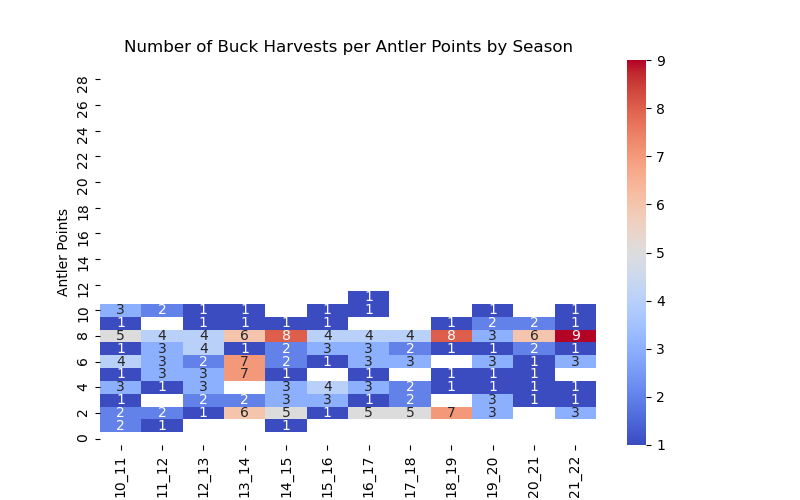 Number of Buck Harvests per Antler Points by Season
Antler Points
28
26
24
22
20
18
16
14
12
1
10 3 2 1 1 1 1 1 1
1 1 1 1 1 1 2 2 1
8 5 4 4 6 8 4 4 4 8 3 6 9
1 3 4 1 2 3 3 2 1 1 2 1
6 4 3 2 7 2 1 3 3 3 1 3
1 3 3 7 1 1 1 1 1
4 3 1 3 3 4 3 2 1 1 1 1
1 2 2 3 3 1 2 3 1 1
2 2 2 1 6 5 1 5 5 7 3 3
2 1 1
0
10_11 11_12 12_13 13_14 14_15 15_16 16_17 17_18 18_19 19_20 20_21 21_22
9
8
7
6
5
4
3
2
1